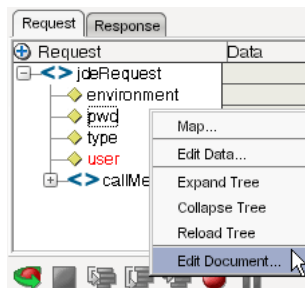 Request Response
Request Data
<> jdeRequest
environment
pwd
Map...
type
Edit Data...
user
Expand Tree
<> callMe
Collapse Tree
Reload Tree
Edit Document...